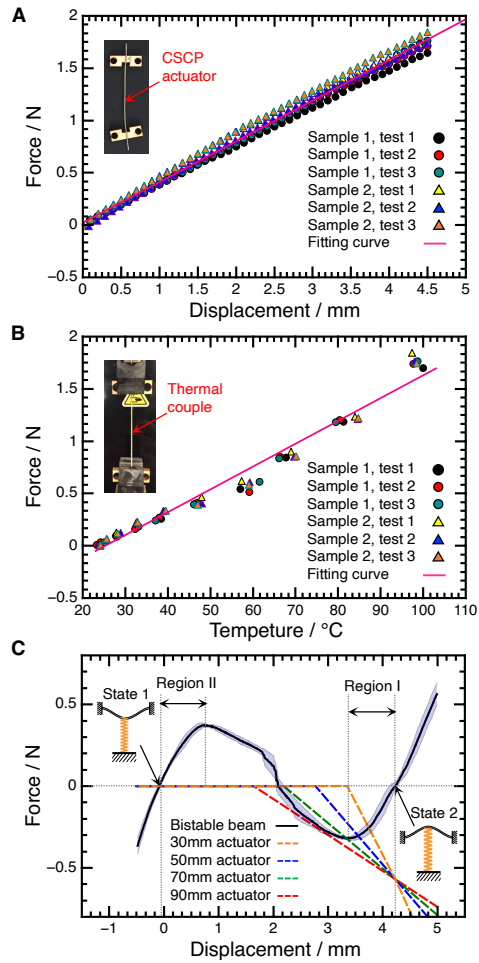 A
2
1.5
1
0.5
0
−0.5
Force / N
CSCP
actuator
Sample 1, test 1
Sample 1, test 2
Sample 1, test 3
Sample 2, test 1
Sample 2, test 2
Sample 2, test 3
Fitting curve
0 0.5 1 1.5 2 2.5 3 3.5 4 4.5 5
Displacement / mm
B
2
1.5
1
0.5
0
−0.5
Force / N
Thermal
couple
Sample 1, test 1
Sample 1, test 2
Sample 1, test 3
Sample 2, test 1
Sample 2, test 2
Sample 2, test 3
Fitting curve
20 30 40 50 60 70 80 90 100 110
Tempeture / °C
C
0.5
0
−0.5
Force / N
State 1
Region II
Region I
State 2
Bistable beam
30mm actuator
50mm actuator
70mm actuator
90mm actuator
−1 0 1 2 3 4 5
Displacement / mm